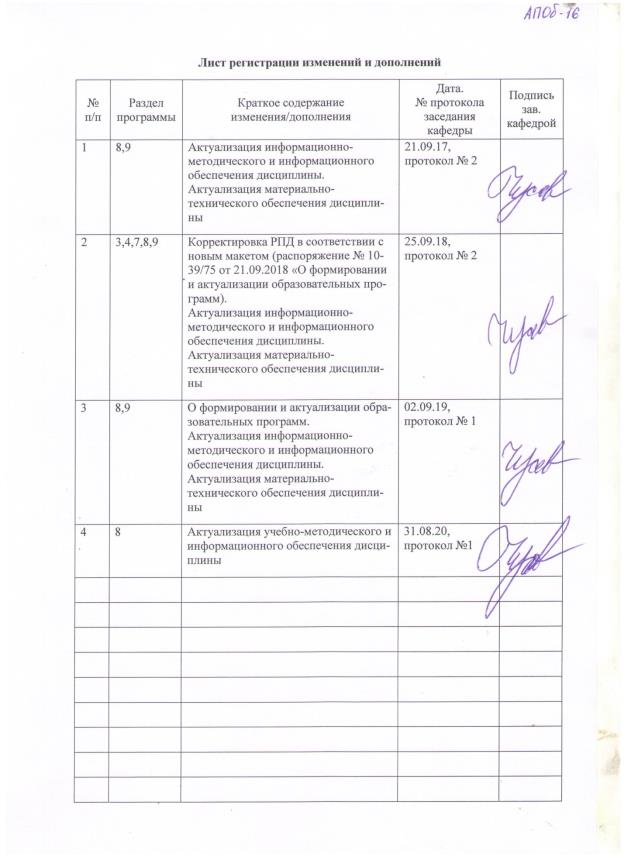 АПОб-16
Лист регистрации изменений и дополнений
№
п/п
Раздел
программы
Краткое содержание
изменения/дополнения
Дата.
№ протокола
заседания
кафедры
Подпись
зав.
кафедрой
1
8,9
Актуализация информационно-
методического и информационного
обеспечения дисциплины.
Актуализация материально-
технического обеспечения дисципли-
ны
21.09.17,
протокол № 2
2
3,4,7,8,9
Корректировка РПД в соответствии с
новым макетом (распоряжение № 10-
39/75 от 21.09.2018 «О формировании
и актуализации образовательных про-
грамм).
Актуализация информационно-
методического и информационного
обеспечения дисциплины.
Актуализация материально-
технического обеспечения дисципли-
ны
25.09.18,
протокол № 2
3
8,9
О формировании и актуализации обра-
зовательных программ.
Актуализация информационно-
методического и информационного
обеспечения дисциплины.
Актуализация материально-
технического обеспечения дисципли-
ны
02.09.19,
протокол № 1
4
8
Актуализация учебно-методического и
информационного обеспечения дисци-
плины
31.08.20,
протокол №1